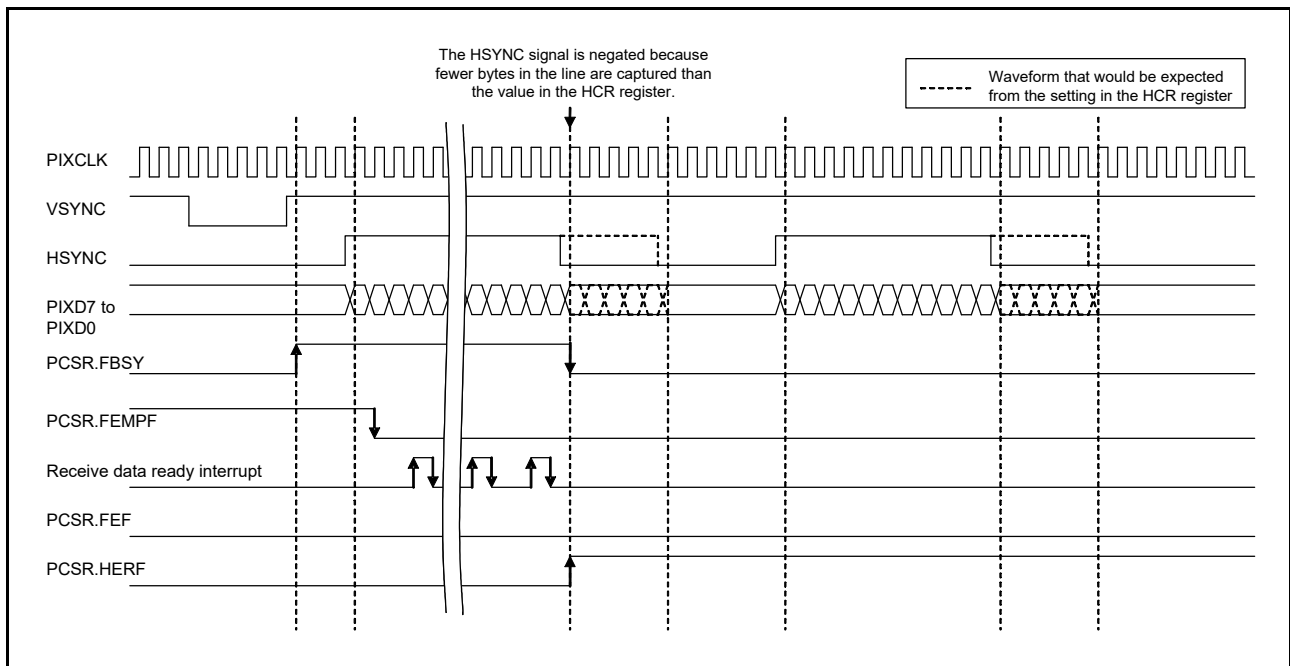 The HSYNC signal is negated because
fewer bytes in the line are captured than
the value in the HCR register.
Waveform that would be expected
from the setting in the HCR register
PIXCLK
VSYNC
HSYNC
PIXD7 to
PIXD0
PCSR.FBSY
PCSR.FEMPF
Receive data ready interrupt
PCSR.FEF
PCSR.HERF